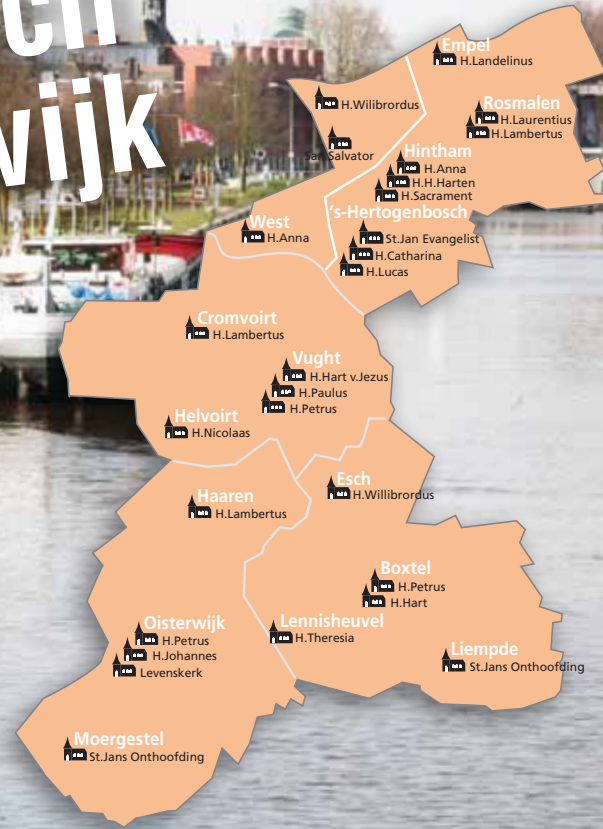 ch
wijk
Empel
H.Landelinus
H.Wilibrordus
Rosmalen
H.Laurentius
H.Lambertus
San Salvator
Hintham
H.Anna
H.H.Harten
H.Sacrament
's-Hertogenbosch
St.Jan Evangelist
H.Catharina
H.Lucas
West
H.Anna
Cromvoirt
H.Lambertus
Vught
H.Hart v.Jezus
H.Paulus
H.Petrus
Helvoirt
H.Nicolaas
Esch
H.Willibrordus
Haaren
H.Lambertus
Boxtel
H.Petrus
H.Hart
Oisterwijk
H.Petrus
H.Johannes
Levenskerk
Lennisheuvel
H.Theresia
Liempde
St.Jans Onthoofding
Moergestel
St.Jans Onthoofding